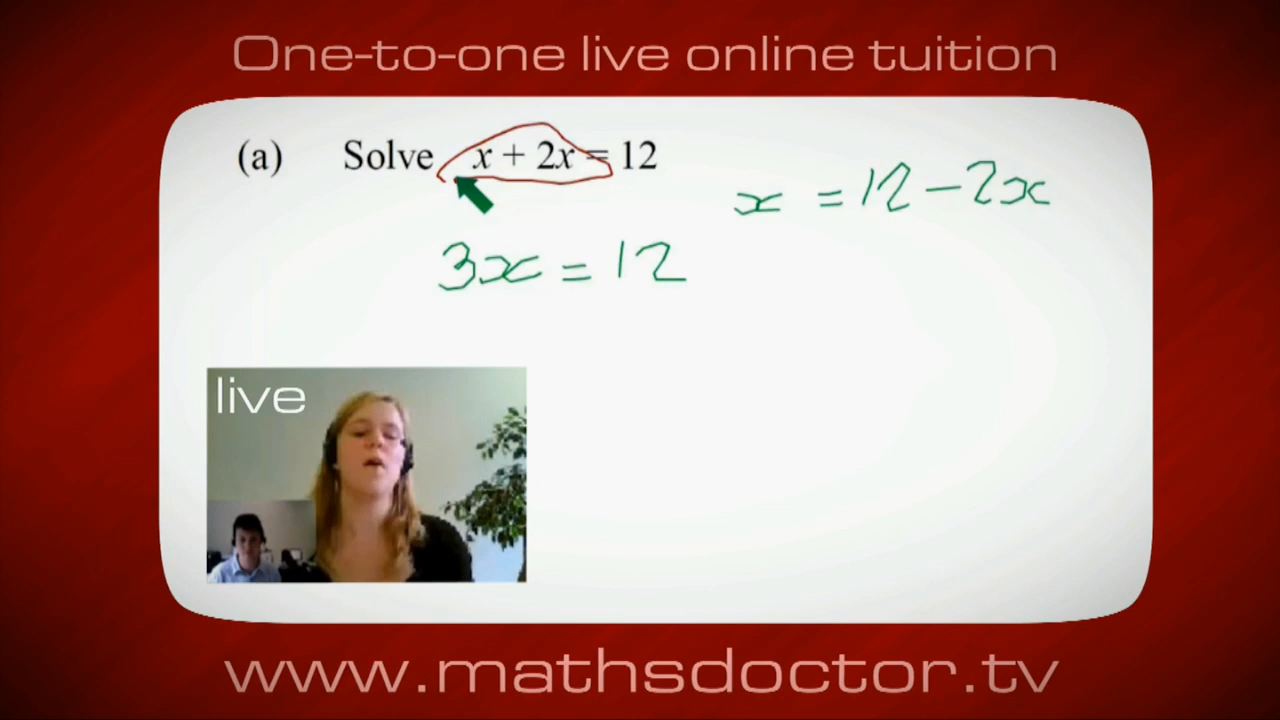 One-to-one live online tuition
(a) Solve x + 2x = 12
x = 12 - 2x
3x = 12
live
www.mathsdoctor.tv